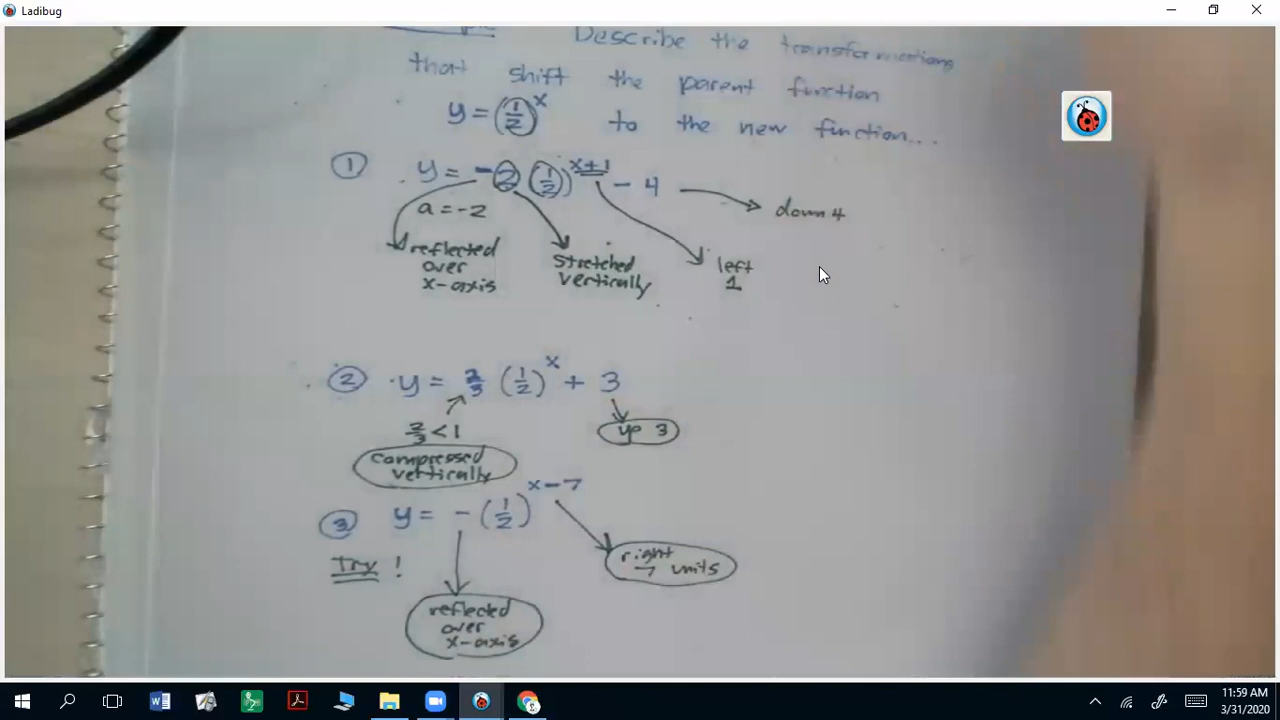 Ladibug
Describe the transformations
that shift the parent function
y = (1/2)^x to the new function...
① y = -2(1/2)^x+1 - 4
down 4
a = -2
reflected over x-axis
stretched vertically
left 1
② y = 2/3 (1/2)^x + 3
2/3 < 1
up 3
compressed vertically
③ y = -(1/2)^x-7
Try!
right 7 units
reflected over x-axis
11:59 AM
3/31/2020